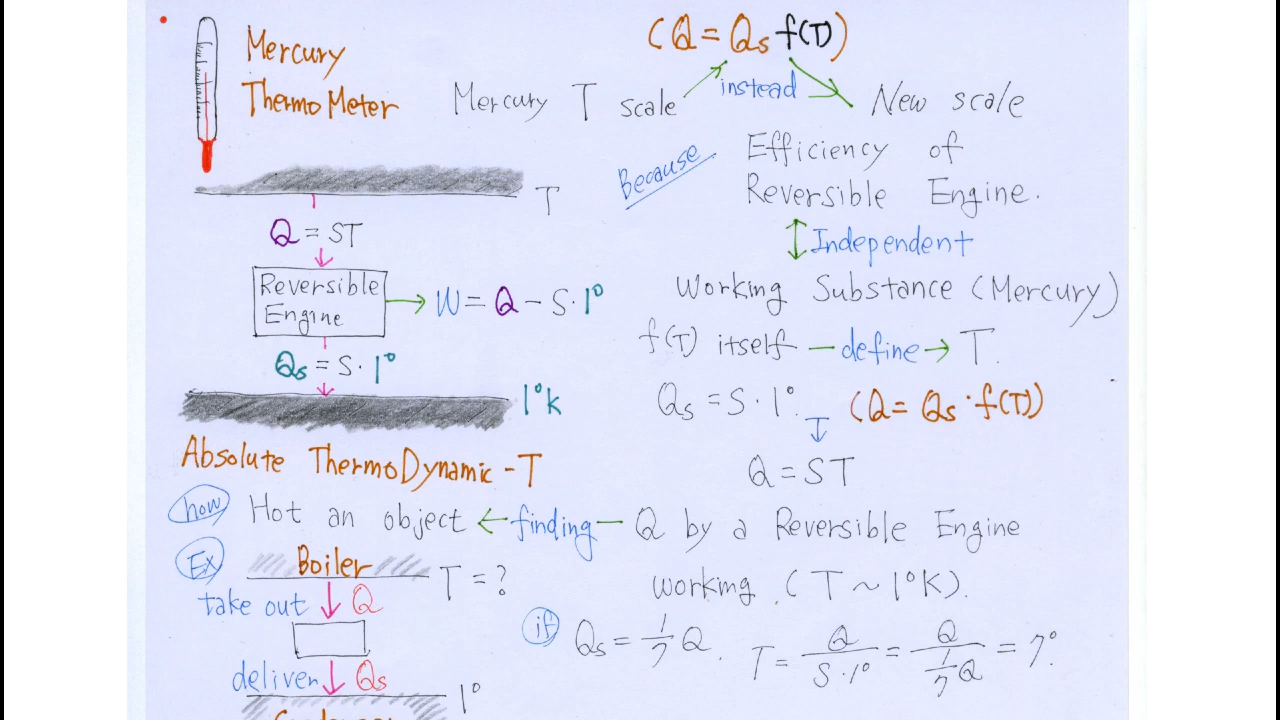 Mercury
ThermoMeter
(Q = Qs f(T))
Mercury T scale
instead
New scale
Because
Efficiency of
Reversible Engine.
Independent
Working Substance (Mercury)
f(T) itself — define → T.
Qs = S·1°. (Q = Qs·f(T))
Q = ST
T
Q = ST
Reversible
Engine
W = Q − S·1°
Qs = S·1°
1°K
Absolute ThermoDynamic-T
how Hot an object ← finding — Q by a Reversible Engine
working (T ~ 1°K).
Ex
Boiler
T = ?
take out Q
deliver Qs
1°
if Qs = 1/7 Q. T = Q/S·1° = Q/(1/7 Q) = 7°.